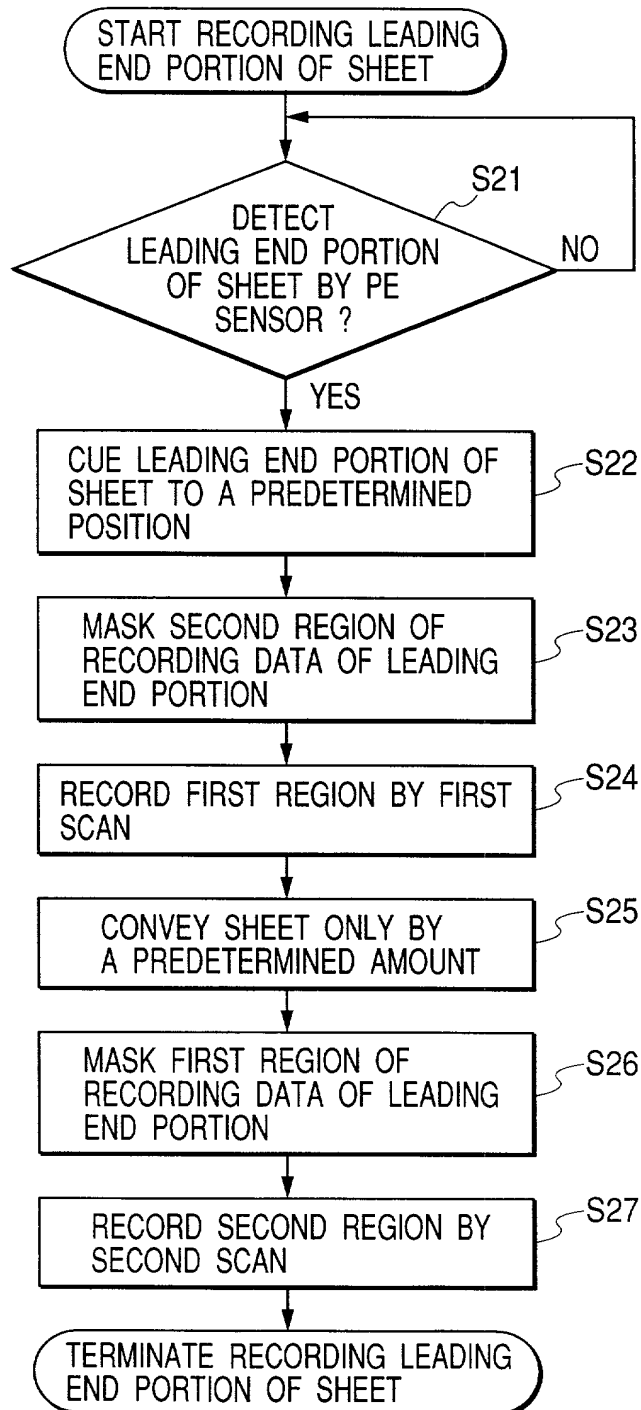 START RECORDING LEADING
END PORTION OF SHEET
S21
DETECT
LEADING END PORTION
OF SHEET BY PE
SENSOR ?
NO
YES
CUE LEADING END PORTION OF
SHEET TO A PREDETERMINED
POSITION
S22
MASK SECOND REGION OF
RECORDING DATA OF LEADING
END PORTION
S23
RECORD FIRST REGION BY FIRST
SCAN
S24
CONVEY SHEET ONLY BY
A PREDETERMINED AMOUNT
S25
MASK FIRST REGION OF
RECORDING DATA OF LEADING
END PORTION
S26
RECORD SECOND REGION BY
SECOND SCAN
S27
TERMINATE RECORDING LEADING
END PORTION OF SHEET